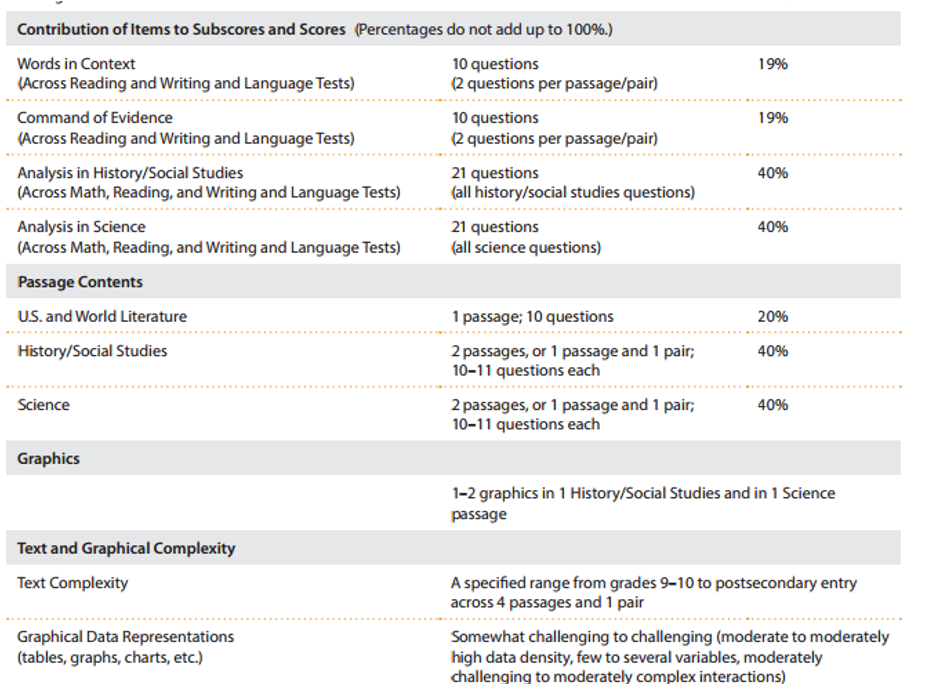 Contribution of Items to Subscores and Scores (Percentages do not add up to 100%.)
Words in Context 10 questions 19%
(Across Reading and Writing and Language Tests) (2 questions per passage/pair)
Command of Evidence 10 questions 19%
(Across Reading and Writing and Language Tests) (2 questions per passage/pair)
Analysis in History/Social Studies 21 questions 40%
(Across Math, Reading, and Writing and Language Tests) (all history/social studies questions)
Analysis in Science 21 questions 40%
(Across Math, Reading, and Writing and Language Tests) (all science questions)
Passage Contents
U.S. and World Literature 1 passage; 10 questions 20%
History/Social Studies 2 passages, or 1 passage and 1 pair; 40%
10–11 questions each
Science 2 passages, or 1 passage and 1 pair; 40%
10–11 questions each
Graphics
1–2 graphics in 1 History/Social Studies and in 1 Science
passage
Text and Graphical Complexity
Text Complexity A specified range from grades 9–10 to postsecondary entry
across 4 passages and 1 pair
Graphical Data Representations Somewhat challenging to challenging (moderate to moderately
(tables, graphs, charts, etc.) high data density, few to several variables, moderately
challenging to moderately complex interactions)